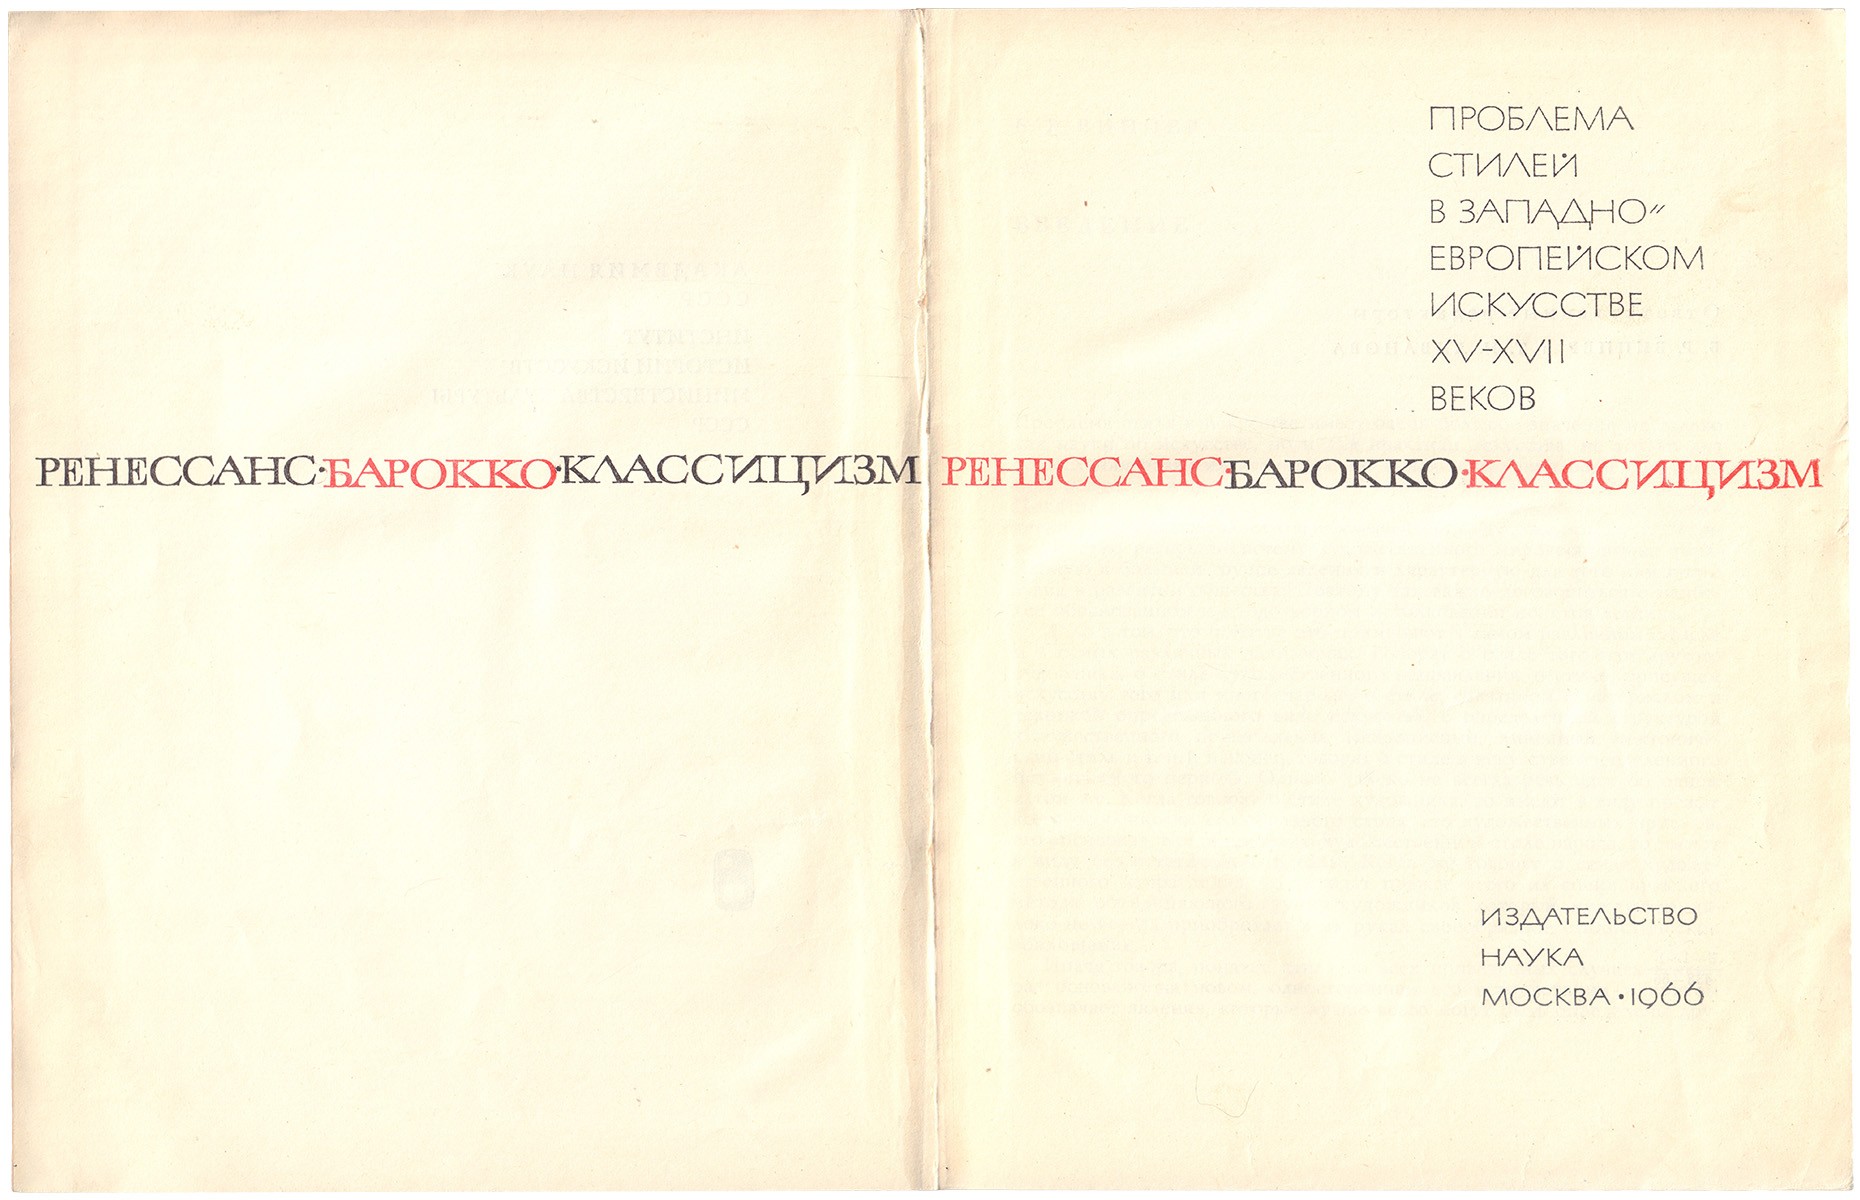 РЕНЕССАНС·БАРОККО·КЛАССИЦИЗМ
ПРОБЛЕМА
СТИЛЕЙ
В ЗАПАДНО-
ЕВРОПЕЙСКОМ
ИСКУССТВЕ
XV-XVII
ВЕКОВ
РЕНЕССАНС·БАРОККО·КЛАССИЦИЗМ
ИЗДАТЕЛЬСТВО
НАУКА
МОСКВА·1966